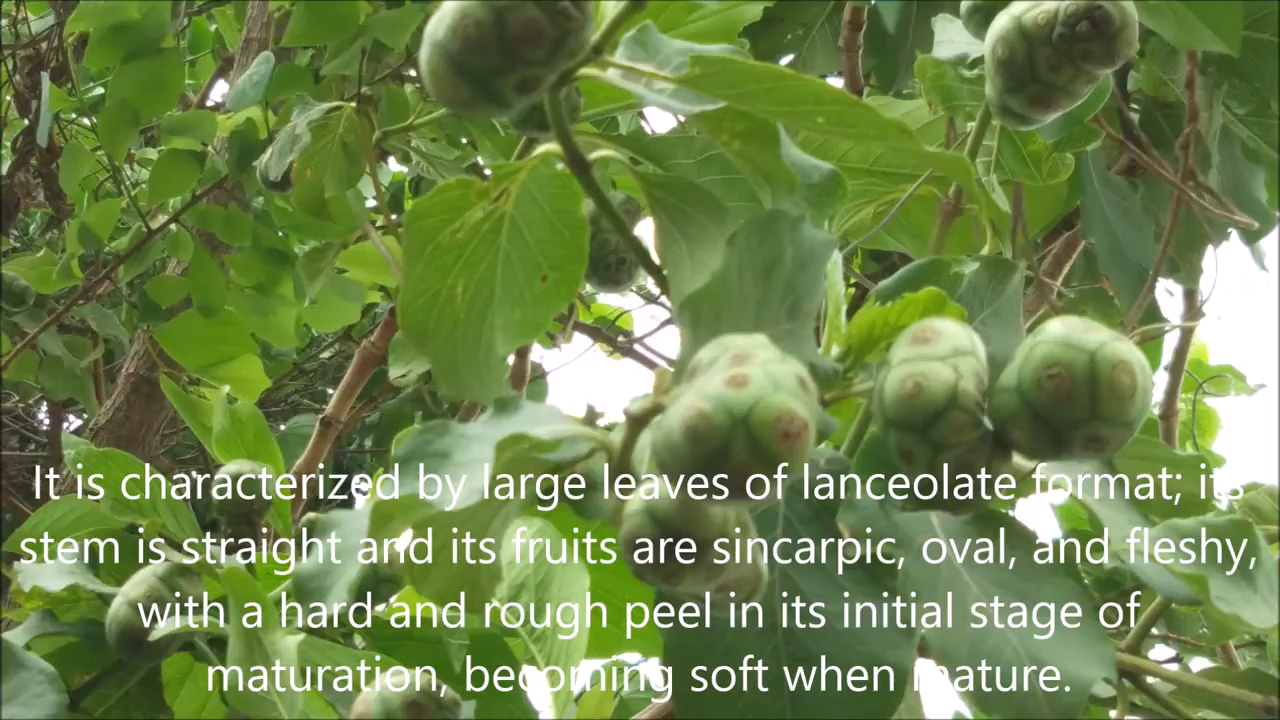 It is characterized by large leaves of lanceolate format; its
stem is straight and its fruits are sincarpic, oval, and fleshy,
with a hard and rough peel in its initial stage of
maturation, becoming soft when mature.